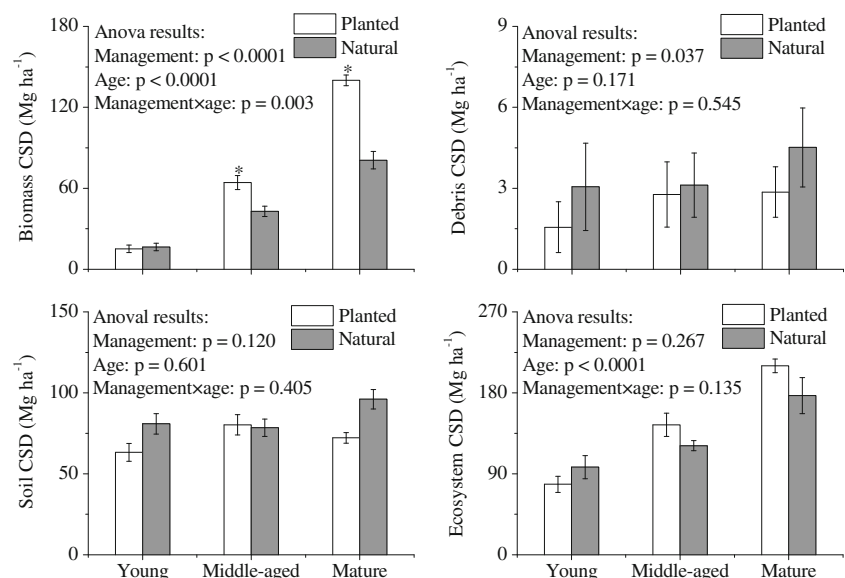 180
120
60
0
Biomass CSD (Mg ha⁻¹)
Anova results:
Management: p < 0.0001
Age: p < 0.0001
Management×age: p = 0.003
Planted
Natural
*
*
9
6
3
0
Debris CSD (Mg ha⁻¹)
Anova results:
Management: p = 0.037
Age: p = 0.171
Management×age: p = 0.545
Planted
Natural
150
100
50
0
Soil CSD (Mg ha⁻¹)
Anoval results:
Management: p = 0.120
Age: p = 0.601
Management×age: p = 0.405
Planted
Natural
Young Middle-aged Mature
270
180
90
0
Ecosystem CSD (Mg ha⁻¹)
Anoval results:
Management: p = 0.267
Age: p < 0.0001
Management×age: p = 0.135
Planted
Natural
Young Middle-aged Mature